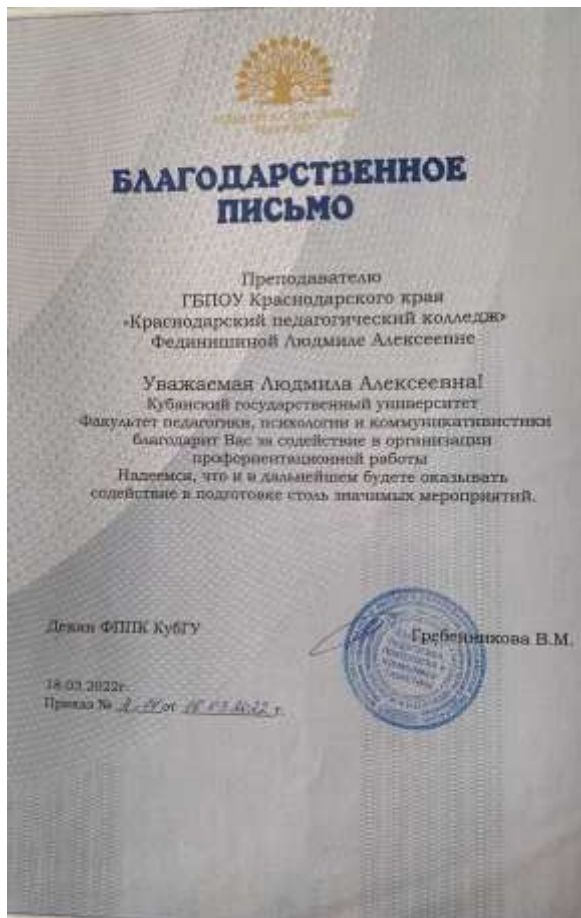 БЛАГОДАРСТВЕННОЕ
ПИСЬМО
Преподавателю
ГБПОУ Краснодарского края
«Краснодарский педагогический колледж»
Фединишиной Людмиле Алексеевне
Уважаемая Людмила Алексеевна!
Кубанский государственный университет
Факультет педагогики, психологии и коммуникативистики
благодарит Вас за содействие в организации
профориентационной работы
Надеемся, что и в дальнейшем будете оказывать
содействие в подготовке столь значимых мероприятий.
Декан ФППК КубГУ
Гребенникова В.М.
18.03.2022г.
Приказ № от